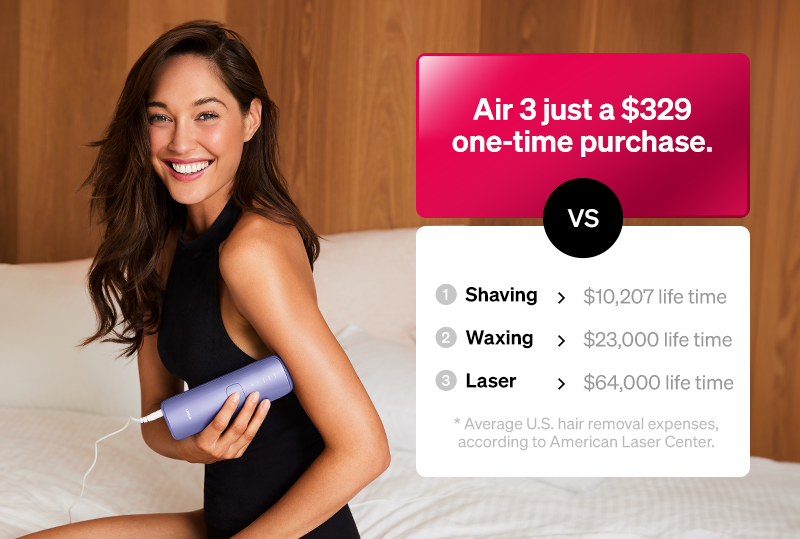 Air 3 just a $329
one-time purchase.
VS
1 Shaving > $10,207 life time
2 Waxing > $23,000 life time
3 Laser > $64,000 life time
* Average U.S. hair removal expenses,
according to American Laser Center.